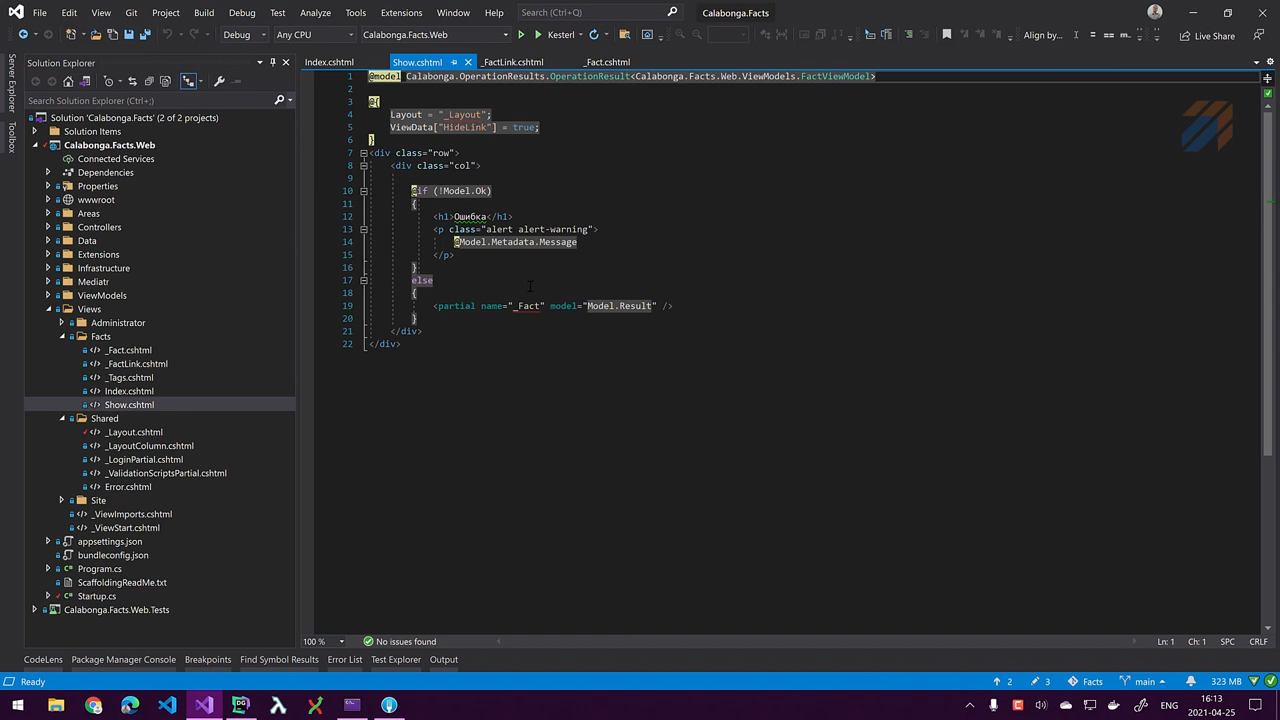 File Edit View Git Project Build Debug Test Analyze Tools Extensions Window Help Search (Ctrl+;) Calabonga.Facts
Debug Any CPU Calabonga.Facts.Web Kesterl Align by... Live Share
Server Explorer
Toolbox
Solution Explorer
Search Solution Explorer (Ctrl+;)
Solution 'Calabonga.Facts' (2 of 2 projects)
Solution Items
Calabonga.Facts.Web
Connected Services
Dependencies
Properties
wwwroot
Areas
Controllers
Data
Extensions
Infrastructure
Mediatr
ViewModels
Views
Administrator
Facts
_Fact.cshtml
_FactLink.cshtml
_Tags.cshtml
Index.cshtml
Show.cshtml
Shared
_Layout.cshtml
_LayoutColumn.cshtml
_LoginPartial.cshtml
_ValidationScriptsPartial.cshtml
Error.cshtml
Site
_ViewImports.cshtml
_ViewStart.cshtml
appsettings.json
bundleconfig.json
Program.cs
ScaffoldingReadMe.txt
Startup.cs
Calabonga.Facts.Web.Tests
Index.cshtml Show.cshtml _FactLink.cshtml _Fact.cshtml
1 @model Calabonga.OperationResults.OperationResult<Calabonga.Facts.Web.ViewModels.FactViewModel>
2
3 @{
4 Layout = "_Layout";
5 ViewData["HideLink"] = true;
6 }
7 <div class="row">
8 <div class="col">
9
10 @if (!Model.Ok)
11 {
12 <h1>Ошибка</h1>
13 <p class="alert alert-warning">
14 @Model.Metadata.Message
15 </p>
16 }
17 else
18 {
19 <partial name="_Fact" model="Model.Result" />
20 }
21 </div>
22 </div>
100 % No issues found Ln: 1 Ch: 1 SPC CRLF
CodeLens Package Manager Console Breakpoints Find Symbol Results Error List Test Explorer Output
Ready 2 3 Facts main 323 MB
ENG 16:13
2021-04-25